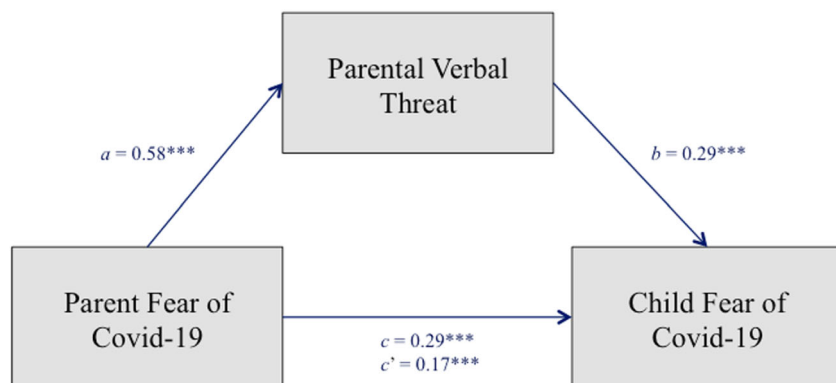 Parental Verbal
Threat
a = 0.58***
b = 0.29***
Parent Fear of
Covid-19
Child Fear of
Covid-19
c = 0.29***
c' = 0.17***